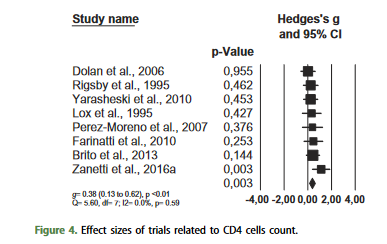 Study name Hedges's g
and 95% CI
p-Value
Dolan et al., 2006 0,955
Rigsby et al., 1995 0,462
Yarasheski et al., 2010 0,453
Lox et al., 1995 0,427
Perez-Moreno et al., 2007 0,376
Farinatti et al., 2010 0,253
Brito et al., 2013 0,144
Zanetti et al., 2016a 0,003
0,003
-4,00 -2,00 0,00 2,00 4,00
g= 0.38 (0.13 to 0.62), p <0.01
Q= 5.60, df= 7; I2= 0.0%, p= 0.59
Figure 4. Effect sizes of trials related to CD4 cells count.